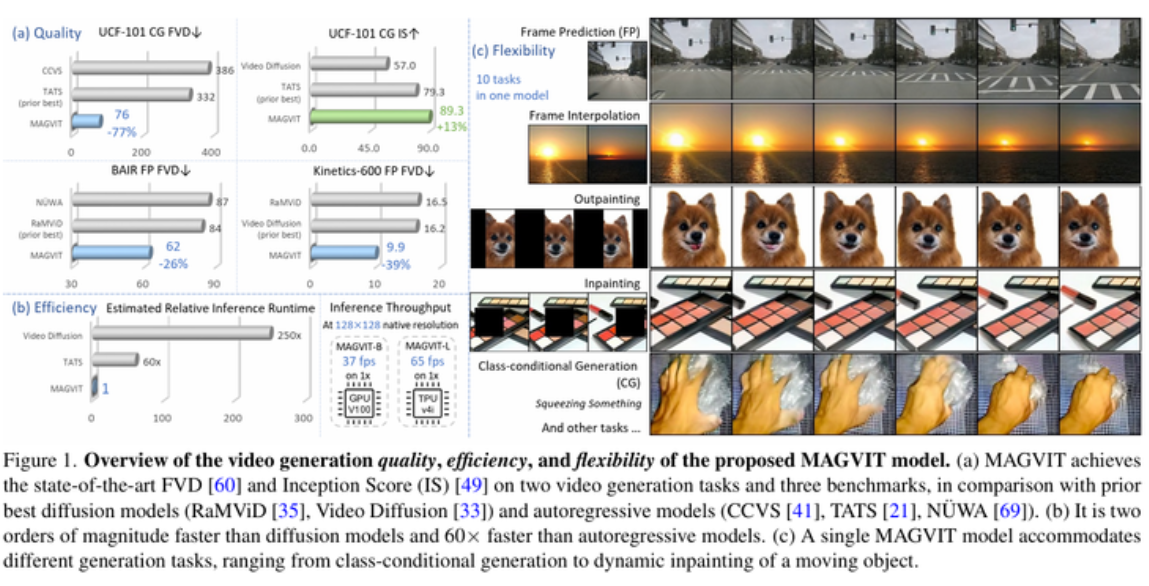 (a) Quality
UCF-101 CG FVD↓
CCVS
386
TATS
(prior best)
332
MAGVIT
76
-77%
0 200 400
UCF-101 CG IS↑
Video Diffusion
57.0
TATS
(prior best)
79.3
MAGVIT
89.3
+13%
0.0 45.0 90.0
BAIR FP FVD↓
NÜWA
87
RaMViD
(prior best)
84
MAGVIT
62
-26%
30 60 90
Kinetics-600 FP FVD↓
RaMViD
16.5
Video Diffusion
(prior best)
16.2
MAGVIT
9.9
-39%
0 10 20
(b) Efficiency
Estimated Relative Inference Runtime
Video Diffusion
250x
TATS
60x
MAGVIT
1
0 100 200 300
Inference Throughput
At 128×128 native resolution
MAGVIT-B
37 fps
on 1x
GPU
V100
MAGVIT-L
65 fps
on 1x
TPU
v4i
(c) Flexibility
10 tasks
in one model
Frame Prediction (FP)
Frame Interpolation
Outpainting
Inpainting
Class-conditional Generation
(CG)
Squeezing Something
And other tasks ...
Figure 1. Overview of the video generation quality, efficiency, and flexibility of the proposed MAGVIT model. (a) MAGVIT achieves
the state-of-the-art FVD [60] and Inception Score (IS) [49] on two video generation tasks and three benchmarks, in comparison with prior
best diffusion models (RaMViD [35], Video Diffusion [33]) and autoregressive models (CCVS [41], TATS [21], NÜWA [69]). (b) It is two
orders of magnitude faster than diffusion models and 60× faster than autoregressive models. (c) A single MAGVIT model accommodates
different generation tasks, ranging from class-conditional generation to dynamic inpainting of a moving object.